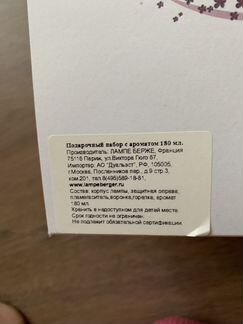 Подарочный набор с ароматом 180 мл.
Производитель: ЛАМПЕ БЕРЖЕ, Франция
75116 Париж, ул.Виктора Гюго 67,
Импортер: АО "Дуальэст", РФ, 105005,
г.Москва, Посланников пер., д.9 стр.3,
ком.201, тел.8(495)589-18-81,
www.lampeberger.ru
Состав: корпус лампы, защитная оправа,
пламегаситель,воронка,горелка, аромат
180 мл.
Хранить в недоступном для детей месте.
Срок годности не ограничен.
Не подлежит обязательной сертификации.